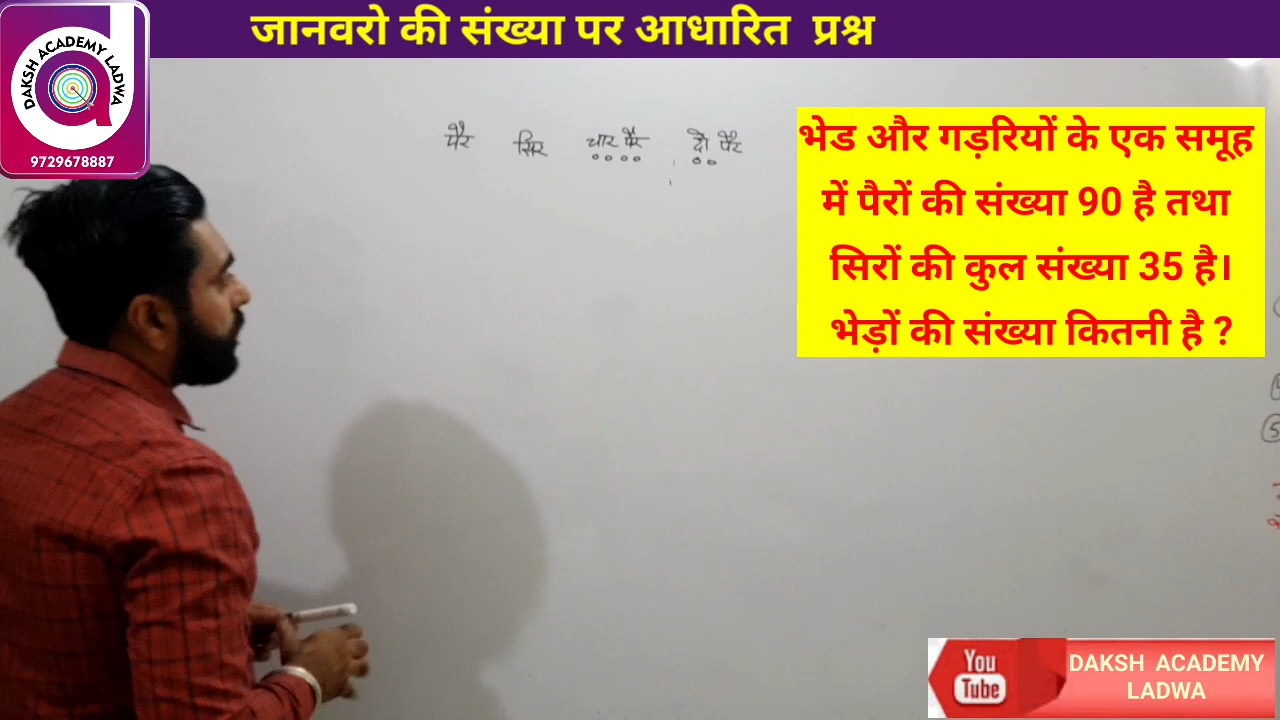 जानवरो की संख्या पर आधारित प्रश्न
DAKSH ACADEMY LADWA
9729678887
पैर सिर चार पैर दो पैर
भेड और गड़रियों के एक समूह
में पैरों की संख्या 90 है तथा
सिरों की कुल संख्या 35 है।
भेड़ों की संख्या कितनी है ?
5
You
Tube
DAKSH ACADEMY
LADWA